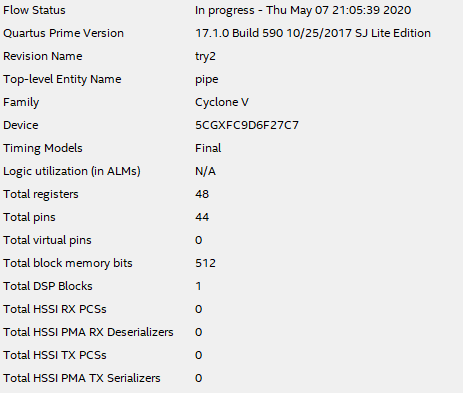 Flow Status In progress - Thu May 07 21:05:39 2020
Quartus Prime Version 17.1.0 Build 590 10/25/2017 SJ Lite Edition
Revision Name try2
Top-level Entity Name pipe
Family Cyclone V
Device 5CGXFC9D6F27C7
Timing Models Final
Logic utilization (in ALMs) N/A
Total registers 48
Total pins 44
Total virtual pins 0
Total block memory bits 512
Total DSP Blocks 1
Total HSSI RX PCSs 0
Total HSSI PMA RX Deserializers 0
Total HSSI TX PCSs 0
Total HSSI PMA TX Serializers 0